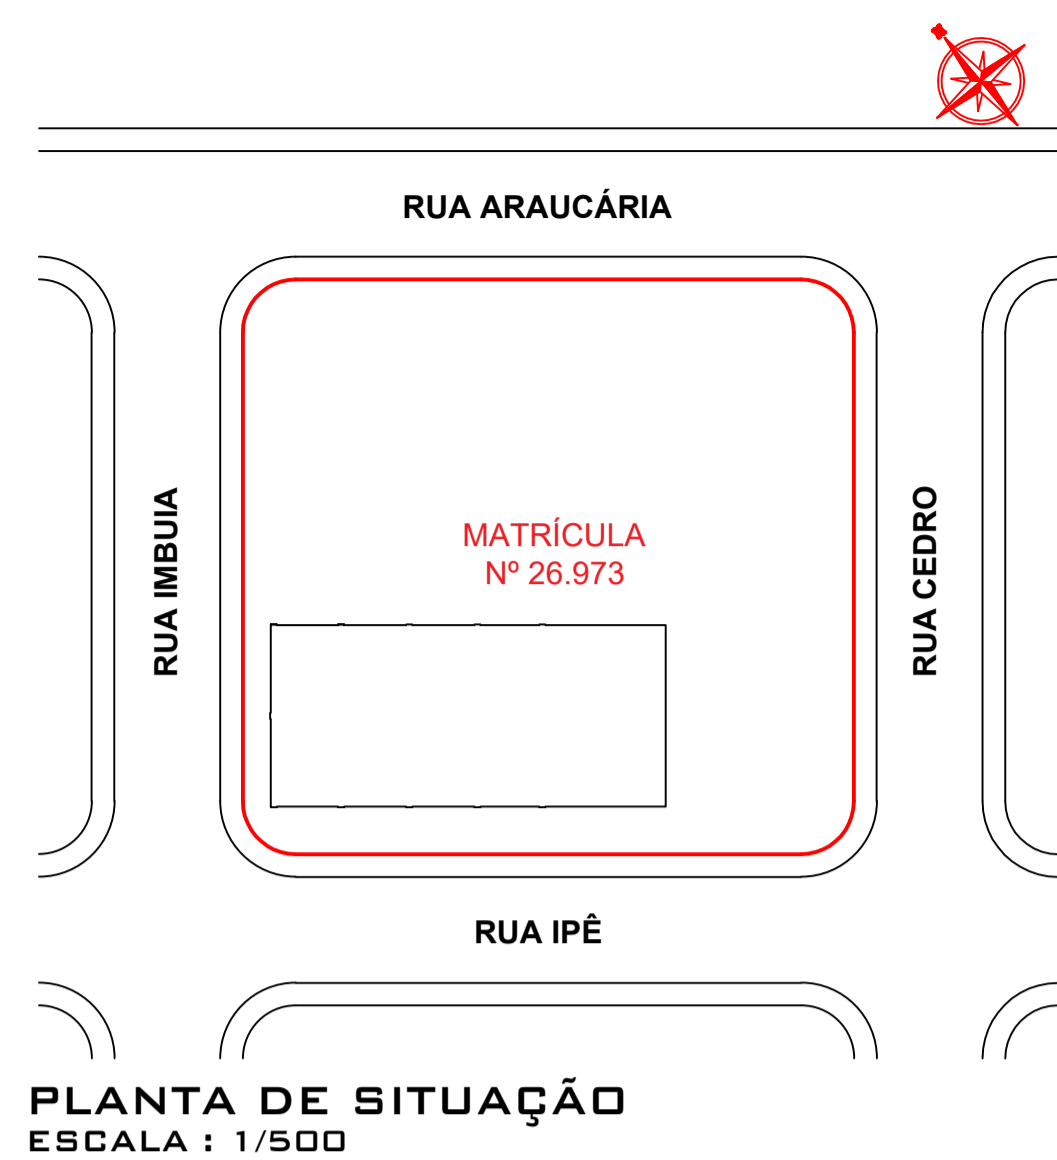 RUA ARAUCÁRIA
RUA IMBUIA
MATRÍCULA
Nº 26.973
RUA CEDRO
RUA IPÊ
PLANTA DE SITUAÇÃO
ESCALA : 1/500